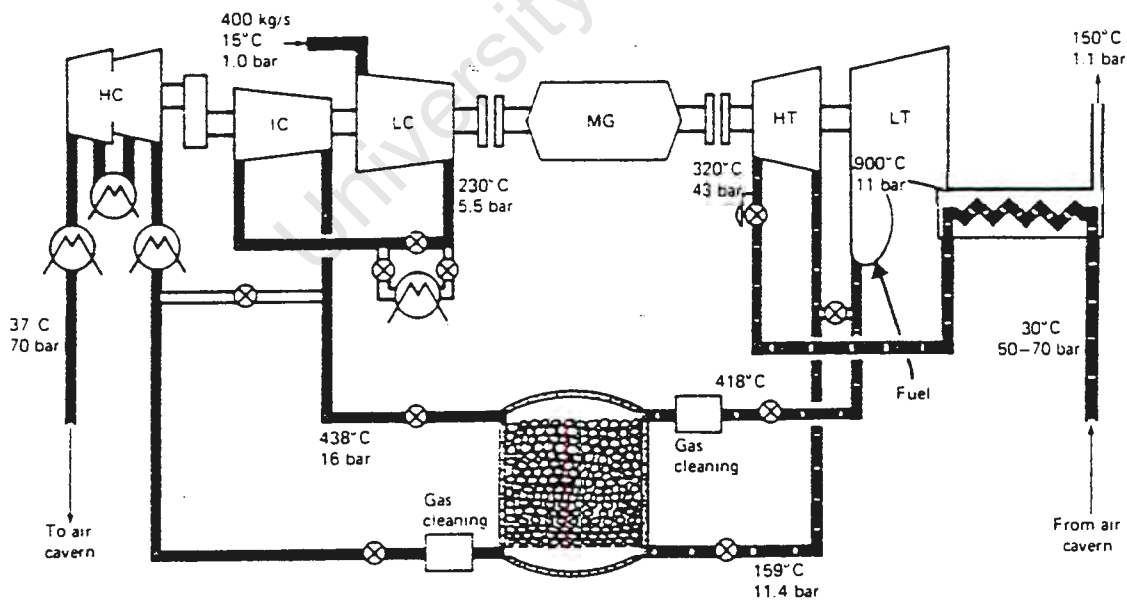 400 kg/s
15°C
1.0 bar
HC
IC
LC
MG
HT
LT
150°C
1.1 bar
230°C
5.5 bar
320°C
43 bar
900°C
11 bar
37 C
70 bar
30°C
50–70 bar
Fuel
418°C
Gas
cleaning
438°C
16 bar
Gas
cleaning
159°C
11.4 bar
To air
cavern
From air
cavern
University